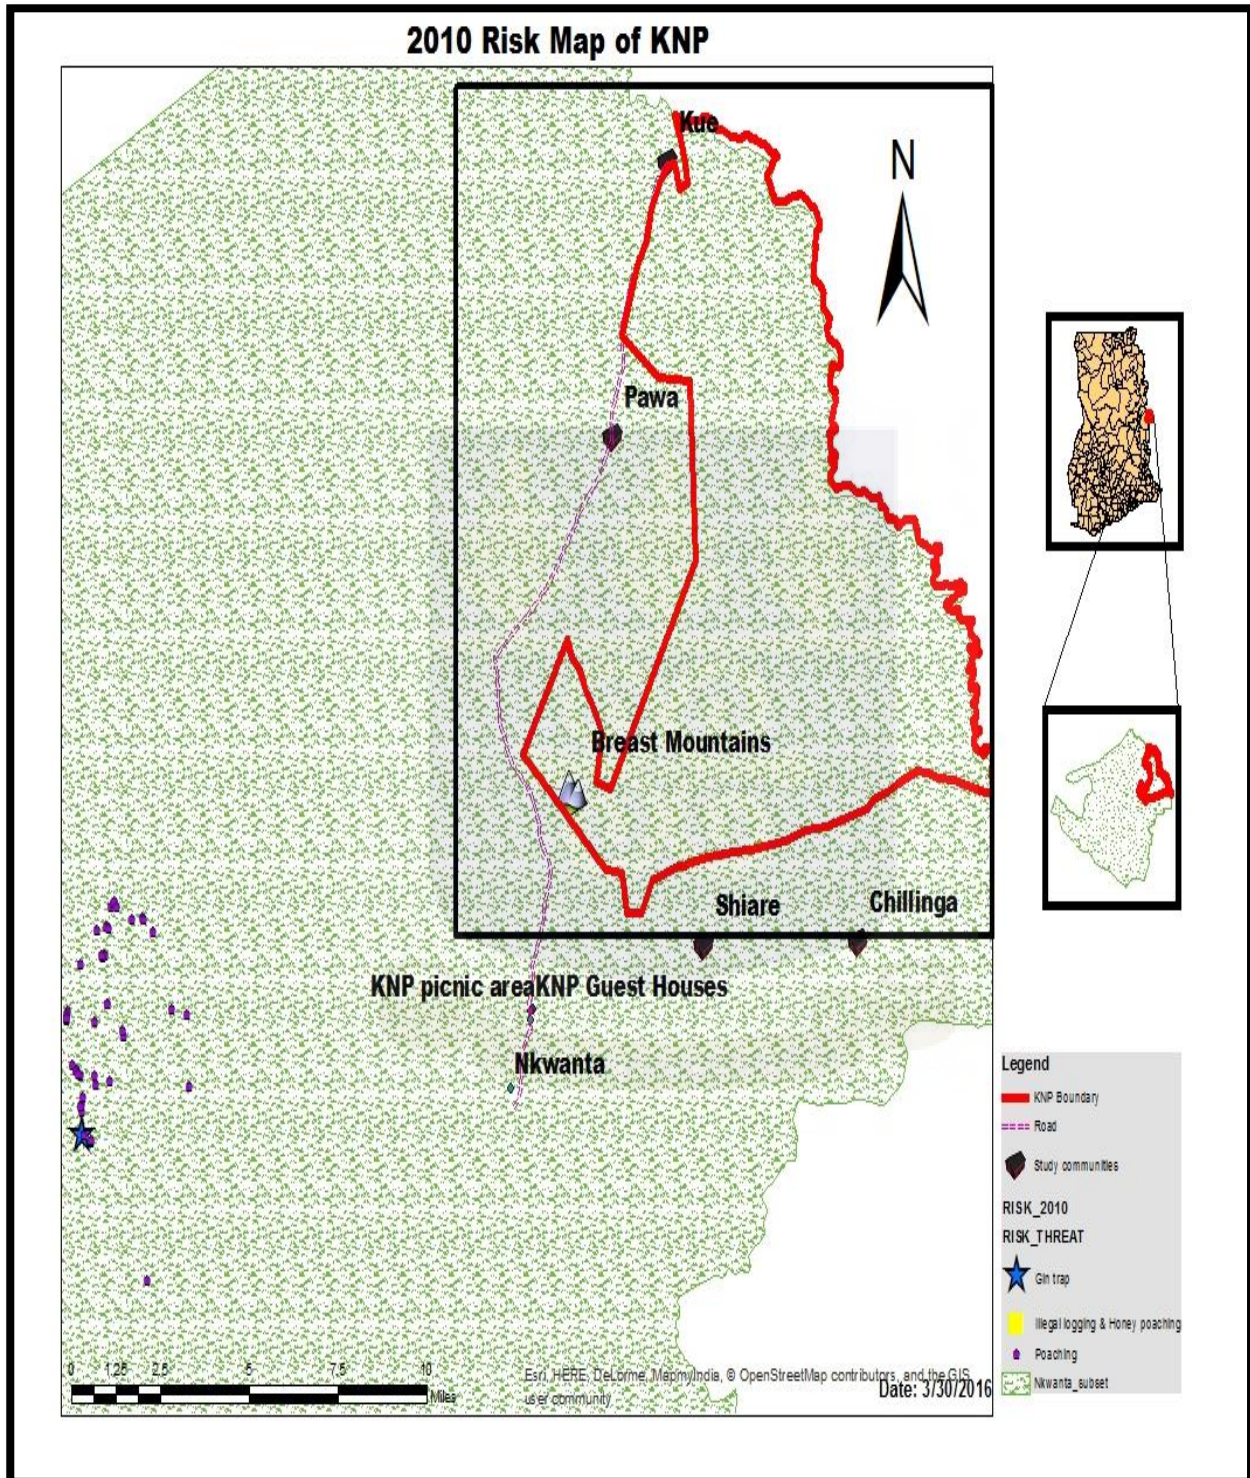 2010 Risk Map of KNP
Kue
N
Pawa
Breast Mountains
Shiare
Chillinga
KNP picnic areaKNP Guest Houses
Nkwanta
Legend
KNP Boundary
Road
Study communities
RISK_2010
RISK_THREAT
Gin trap
Illegal logging & Honey poaching
Poaching
Nkwanta_subset
0 1.25 2.5 5 7.5 10
Miles
Esri, HERE, DeLorme, MapmyIndia, © OpenStreetMap contributors, and the GIS
user community
Date: 3/30/2016